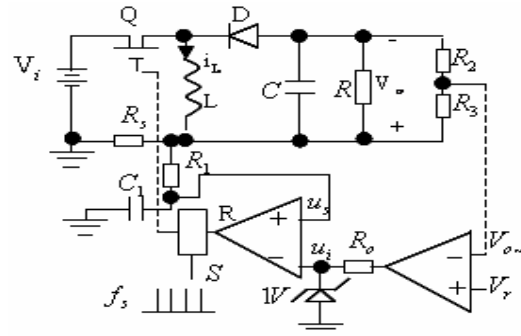 Q
D
V_i
i_L
L
C
R
V_o
-
+
R_2
R_3
R_s
R_1
C_1
R
S
f_s
u_s
+
-
u_i
R_o
1V
-
+
V_o
V_r